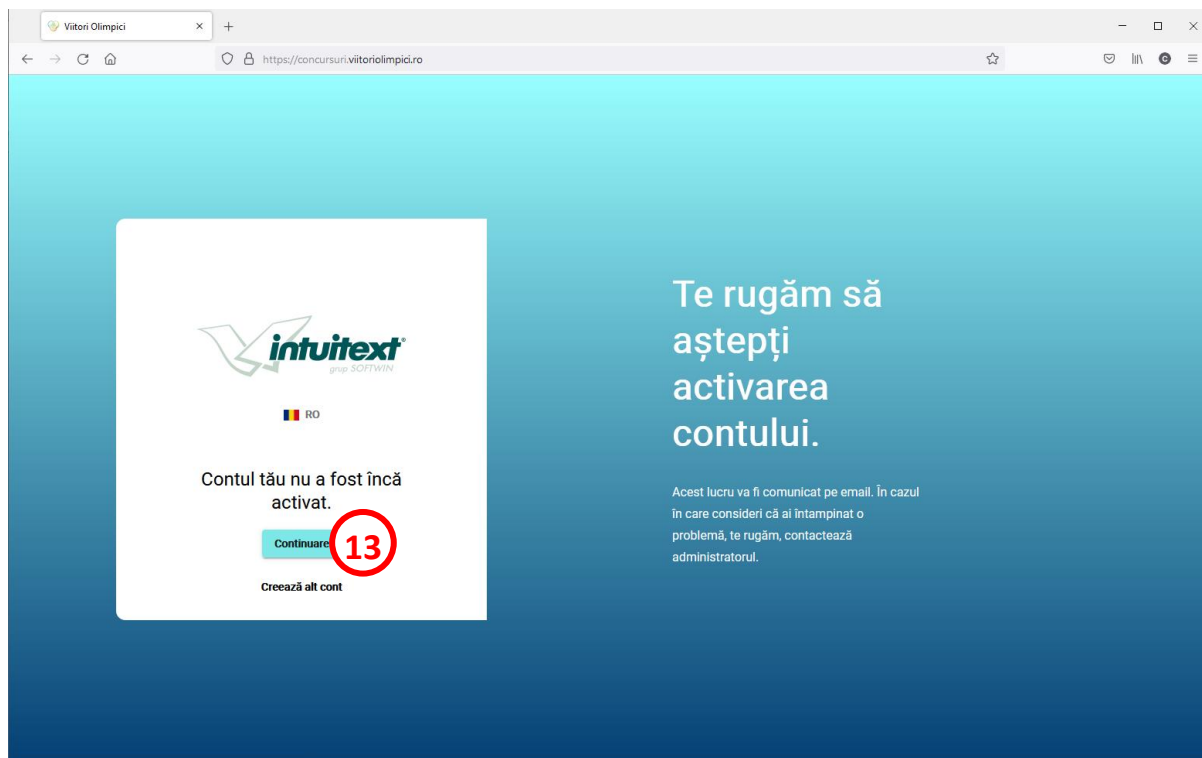 Viitori Olimpici
https://concursuri.viitoriolimpici.ro
intuitext®
grup SOFTWIN
RO
Contul tău nu a fost încă
activat.
Continuare
13
Creează alt cont
Te rugăm să
aștepți
activarea
contului.
Acest lucru va fi comunicat pe email. În cazul
în care consideri că ai întampinat o
problemă, te rugăm, contactează
administratorul.